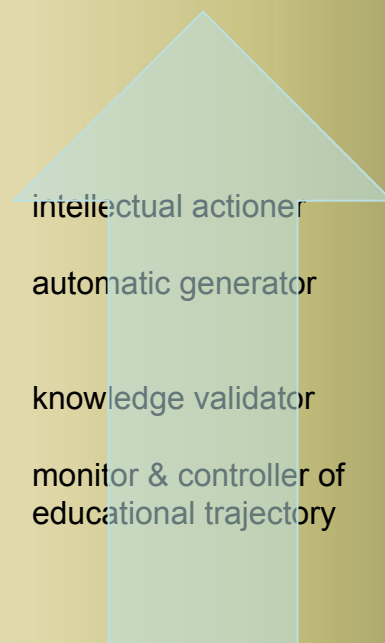 intellectual actioner
automatic generator
knowledge validator
monitor & controller of
educational trajectory